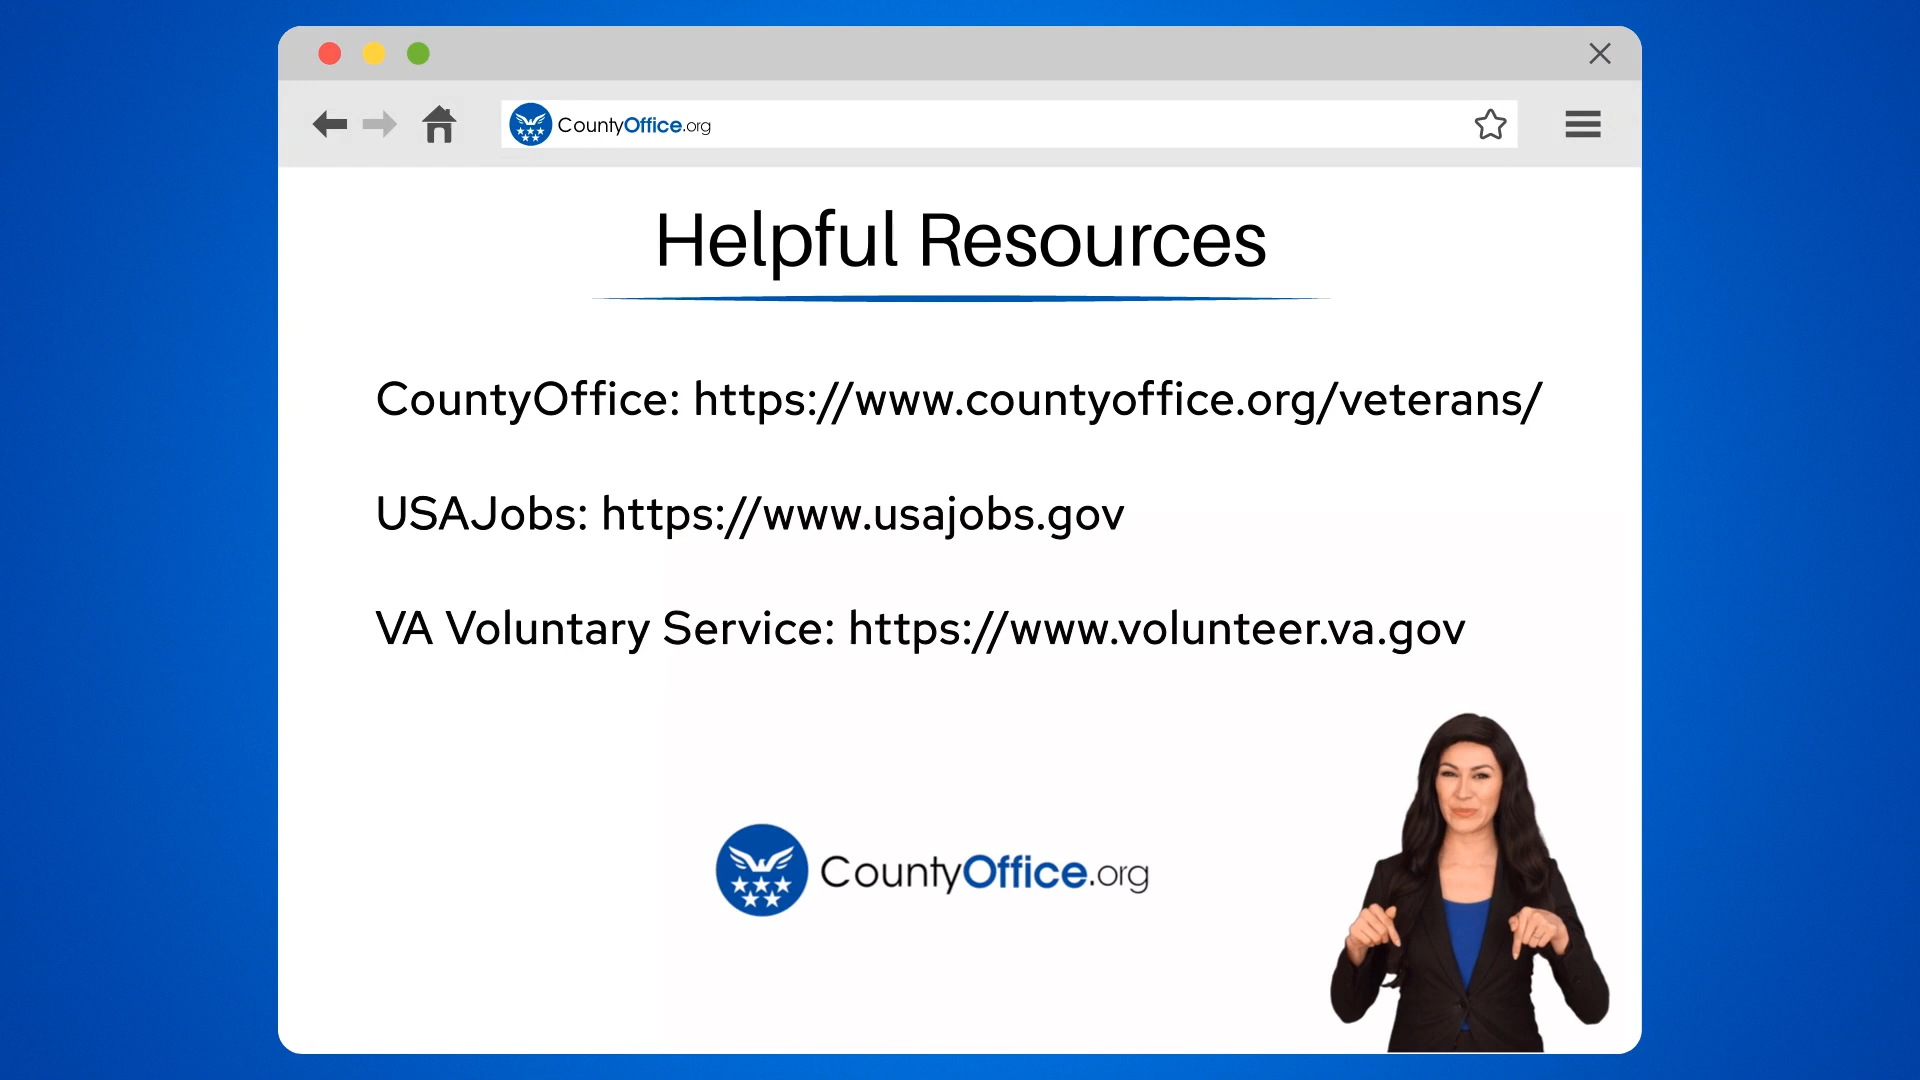 CountyOffice.org
Helpful Resources
CountyOffice: https://www.countyoffice.org/veterans/
USAJobs: https://www.usajobs.gov
VA Voluntary Service: https://www.volunteer.va.gov
CountyOffice.org